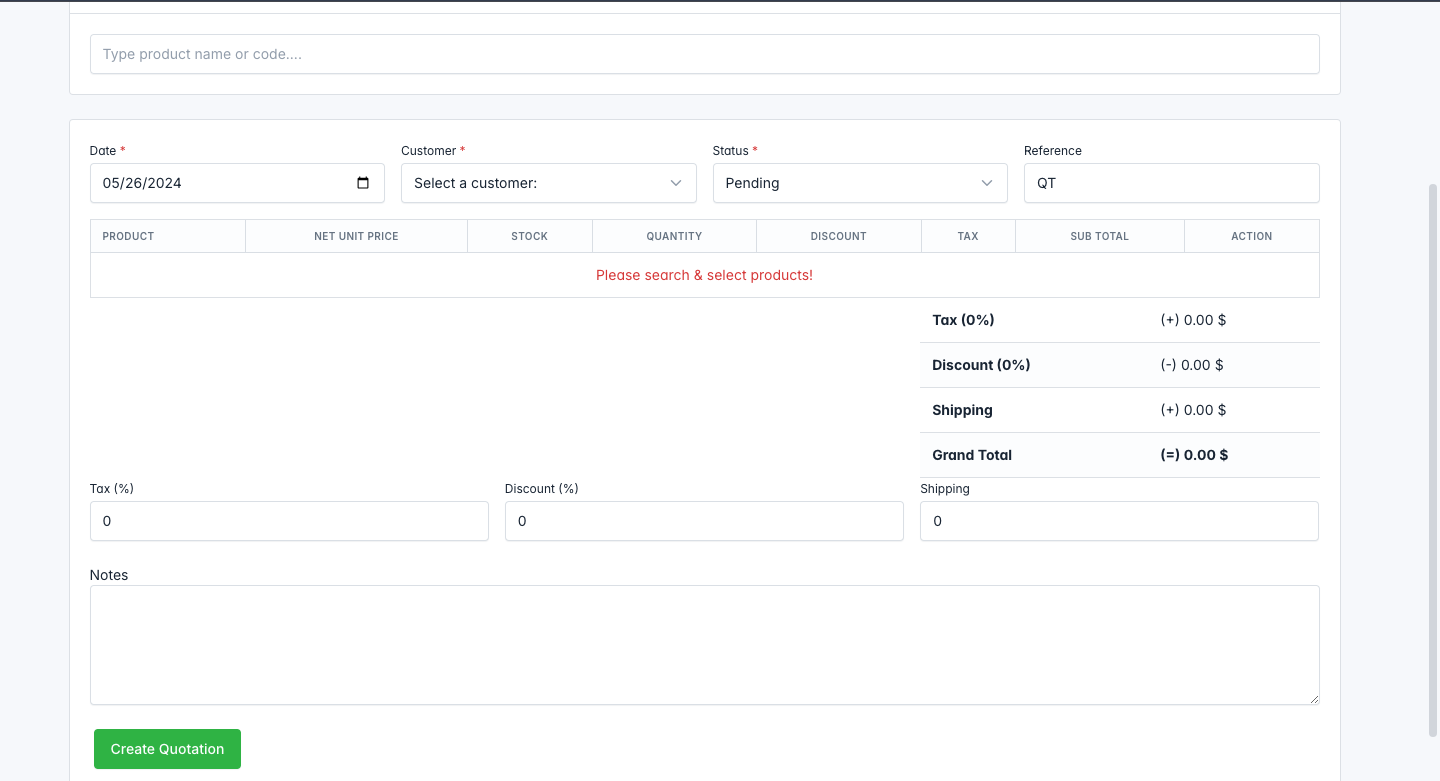 Type product name or code....
Date * Customer * Status * Reference
05/26/2024 Select a customer: Pending QT
PRODUCT NET UNIT PRICE STOCK QUANTITY DISCOUNT TAX SUB TOTAL ACTION
Please search & select products!
Tax (0%) (+) 0.00 $
Discount (0%) (-) 0.00 $
Shipping (+) 0.00 $
Grand Total (=) 0.00 $
Tax (%) Discount (%) Shipping
0 0 0
Notes
Create Quotation